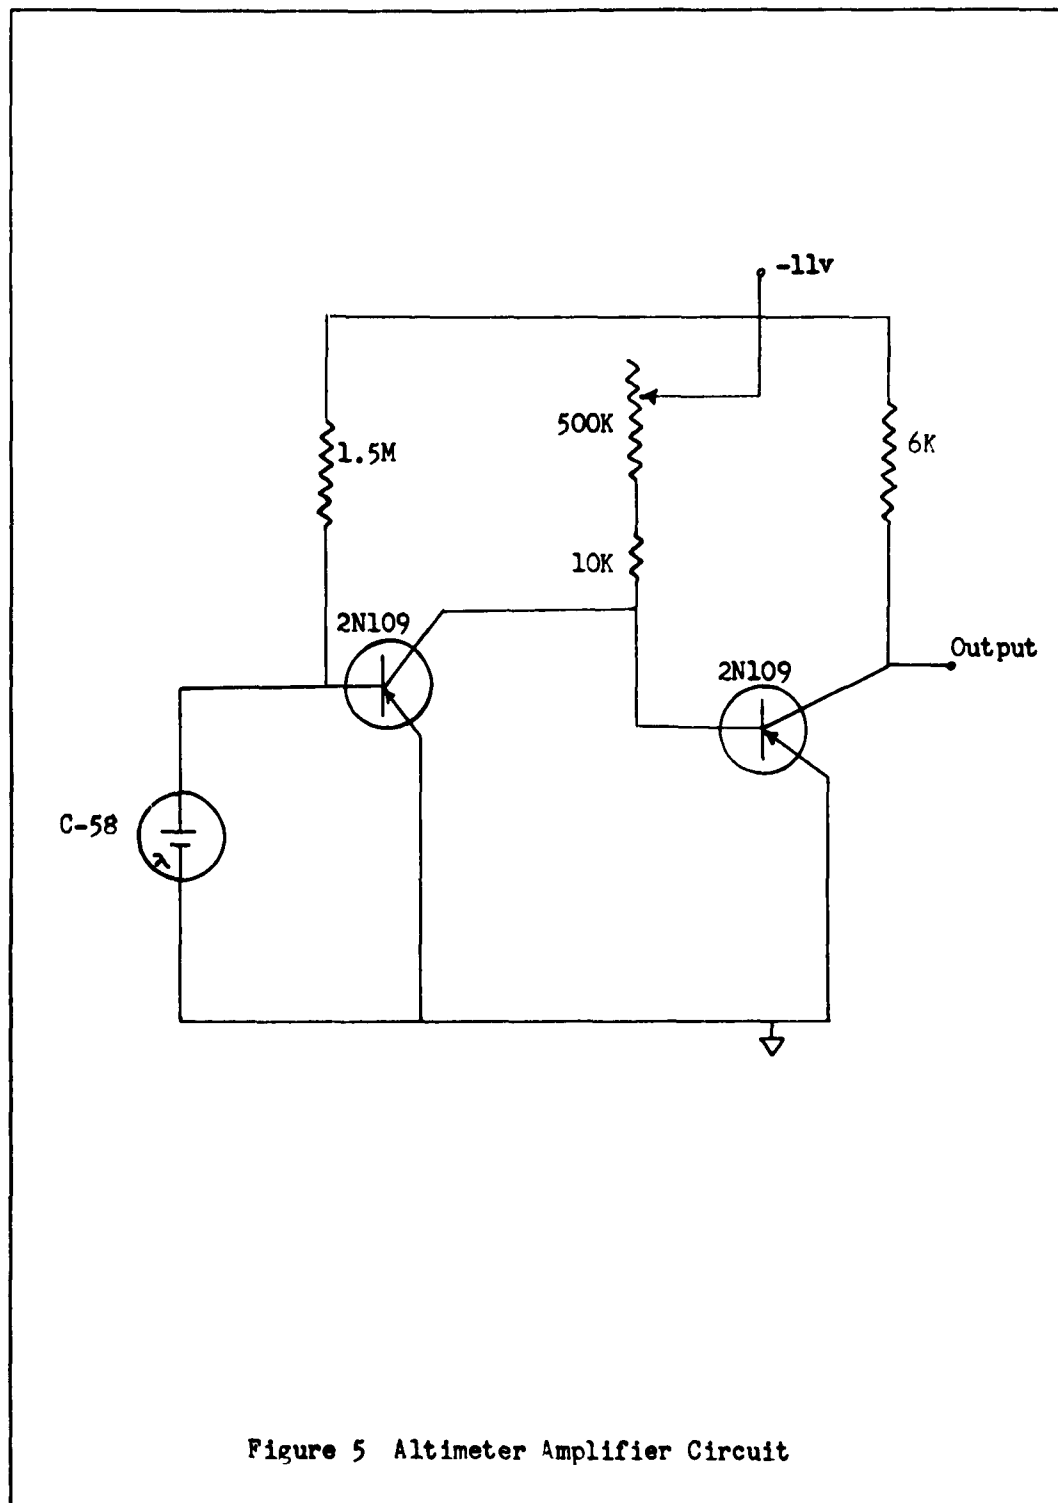 -11v
500K
1.5M
6K
10K
2N109
Output
2N109
C-58
λ
Figure 5 Altimeter Amplifier Circuit